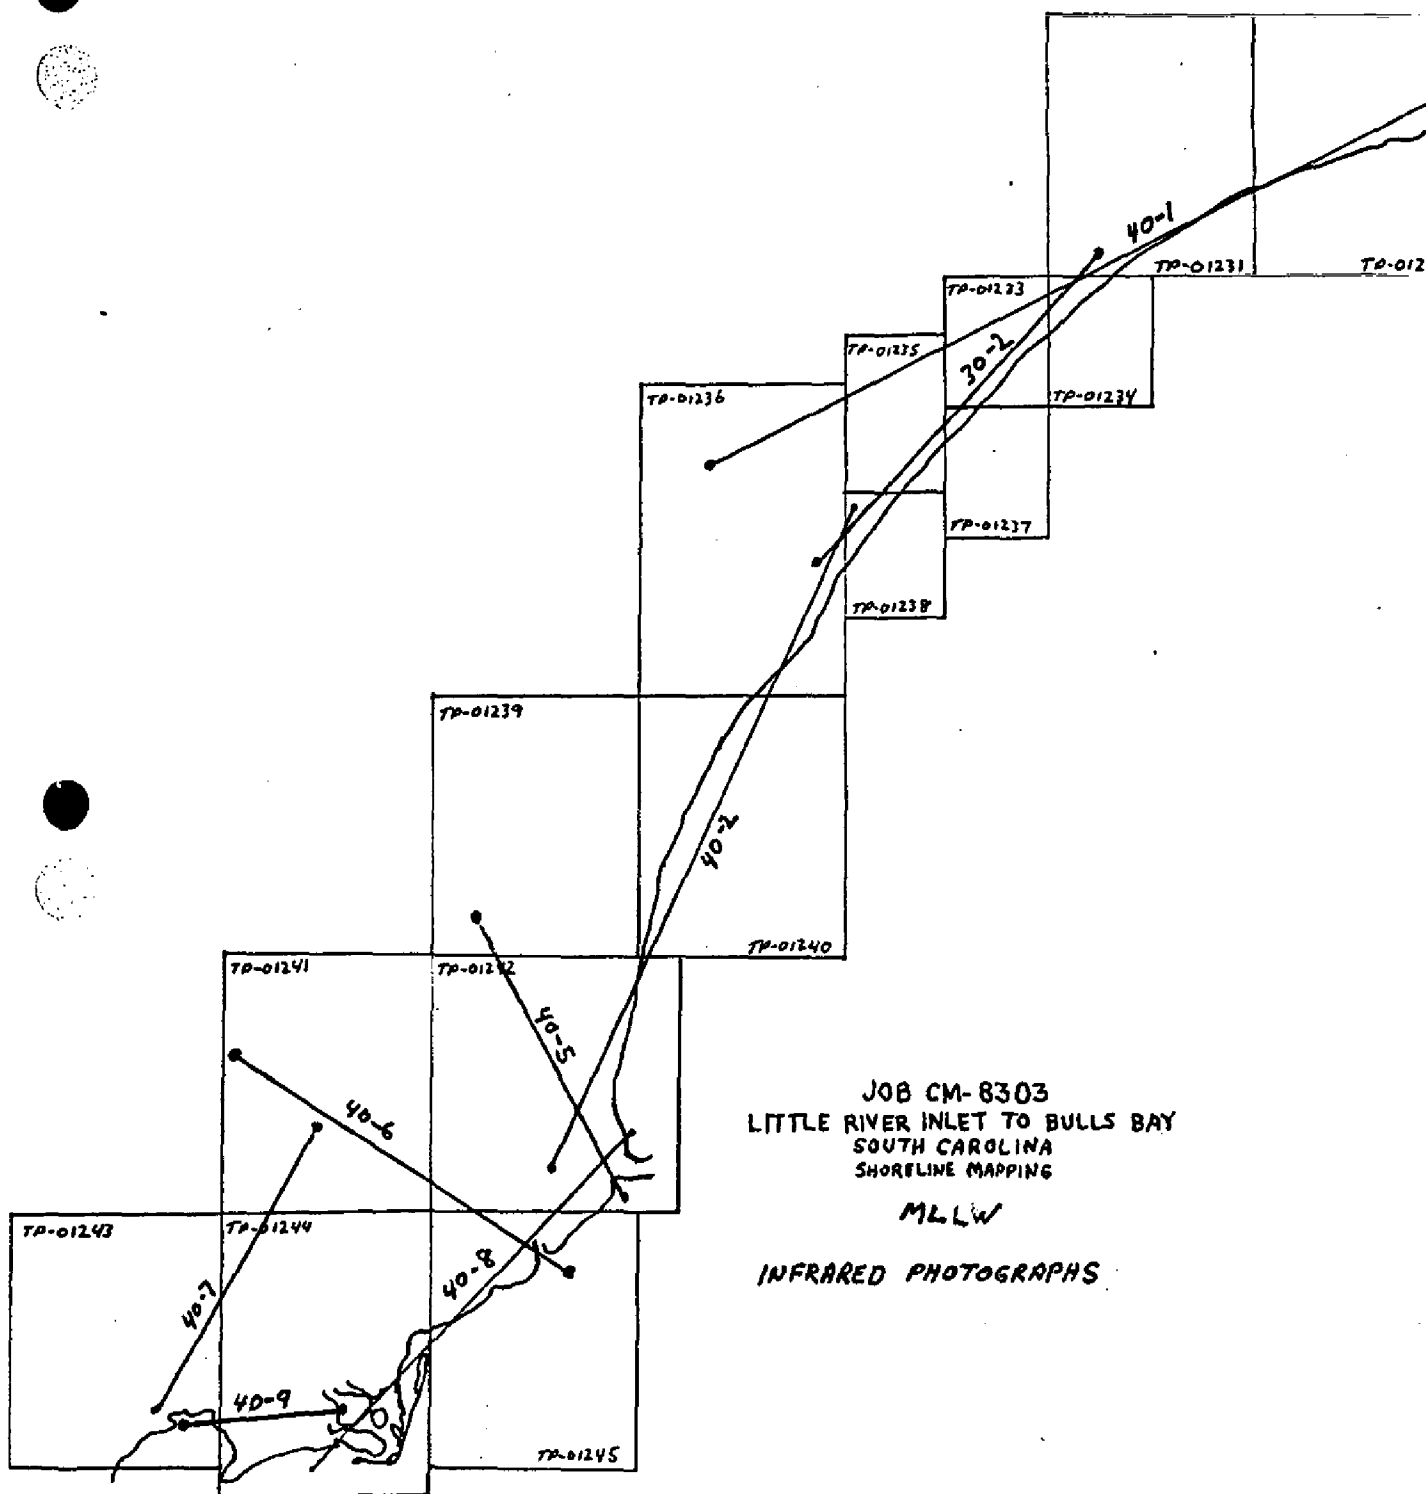 40-1
TP-01231
TP-012
TP-01233
TP-01235
30-2
TP-01236
TP-01234
TP-01237
TP-01238
TP-01239
40-2
TP-01240
TP-01241
TP-01242
40-5
40-6
JOB CM-8303
LITTLE RIVER INLET TO BULLS BAY
SOUTH CAROLINA
SHORELINE MAPPING
MLLW
INFRARED PHOTOGRAPHS
TP-01243
TP-01244
40-8
40-7
40-9
TP-01245